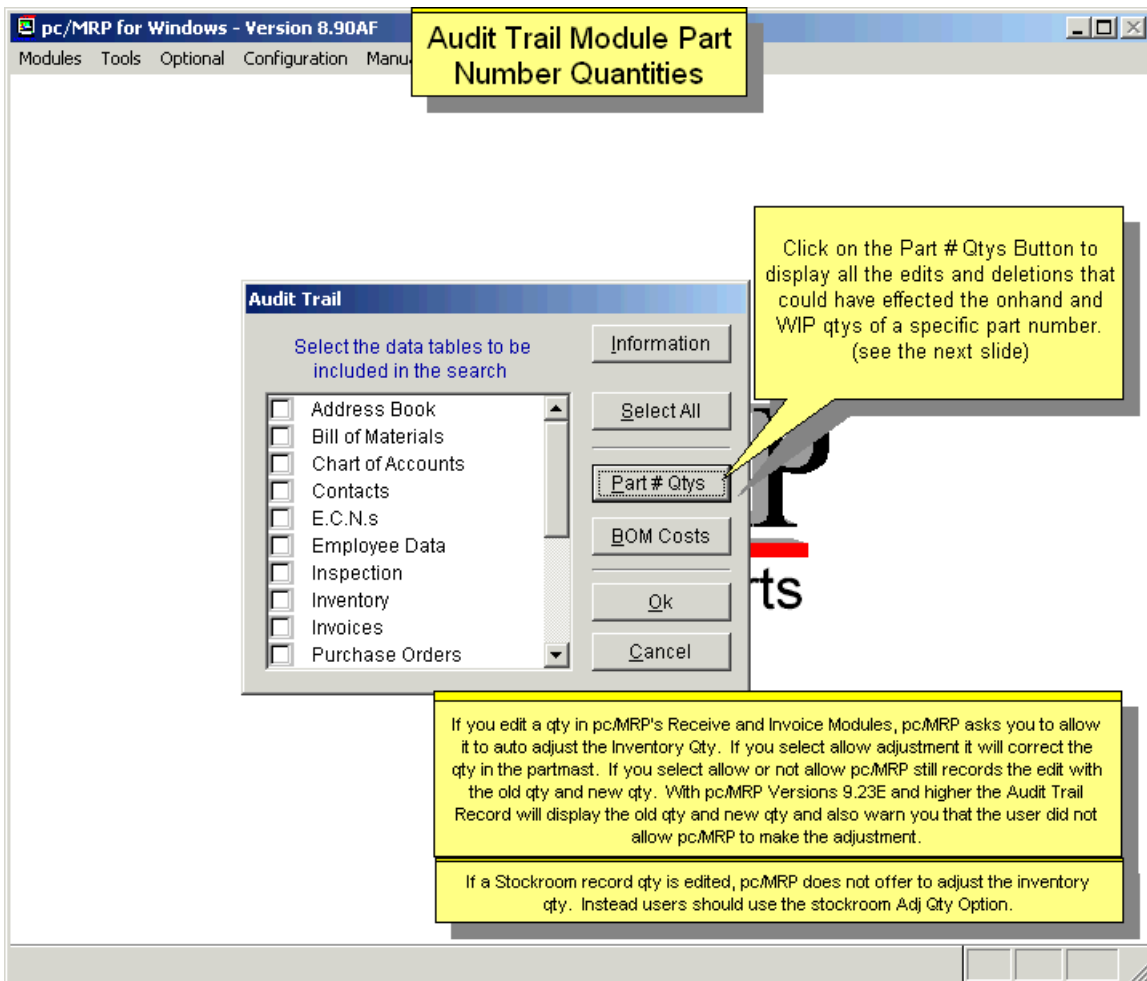 pc/MRP for Windows - Version 8.90AF
Modules Tools Optional Configuration
Audit Trail Module Part
Number Quantities
Click on the Part # Qtys Button to
display all the edits and deletions that
could have effected the onhand and
WIP qtys of a specific part number.
(see the next slide)
Audit Trail
Select the data tables to be
included in the search
Address Book
Bill of Materials
Chart of Accounts
Contacts
E.C.N.s
Employee Data
Inspection
Inventory
Invoices
Purchase Orders
Information
Select All
Part # Qtys
BOM Costs
Ok
Cancel
P
rts
If you edit a qty in pc/MRP's Receive and Invoice Modules, pc/MRP asks you to allow
it to auto adjust the Inventory Qty. If you select allow adjustment it will correct the
qty in the partmast. If you select allow or not allow pc/MRP still records the edit with
the old qty and new qty. With pc/MRP Versions 9.23E and higher the Audit Trail
Record will display the old qty and new qty and also warn you that the user did not
allow pc/MRP to make the adjustment.
If a Stockroom record qty is edited, pc/MRP does not offer to adjust the inventory
qty. Instead users should use the stockroom Adj Qty Option.